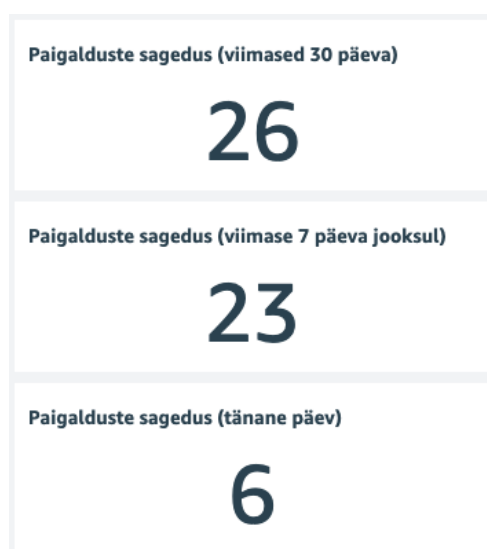 Paigalduste sagedus (viimased 30 päeva)
26
Paigalduste sagedus (viimase 7 päeva jooksul)
23
Paigalduste sagedus (tänane päev)
6